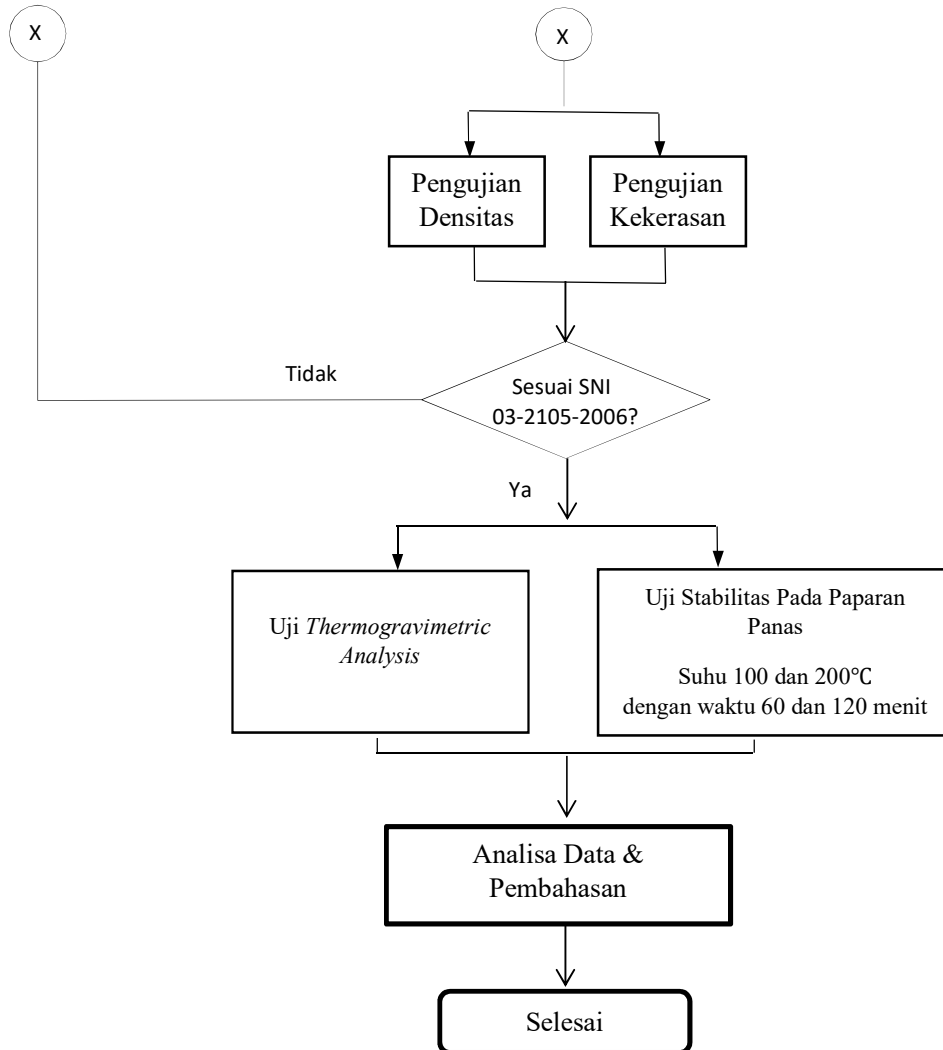 X
X
Pengujian
Densitas
Pengujian
Kekerasan
Sesuai SNI
03-2105-2006?
Tidak
Ya
Uji Thermogravimetric
Analysis
Uji Stabilitas Pada Paparan
Panas
Suhu 100 dan 200℃
dengan waktu 60 dan 120 menit
Analisa Data &
Pembahasan
Selesai